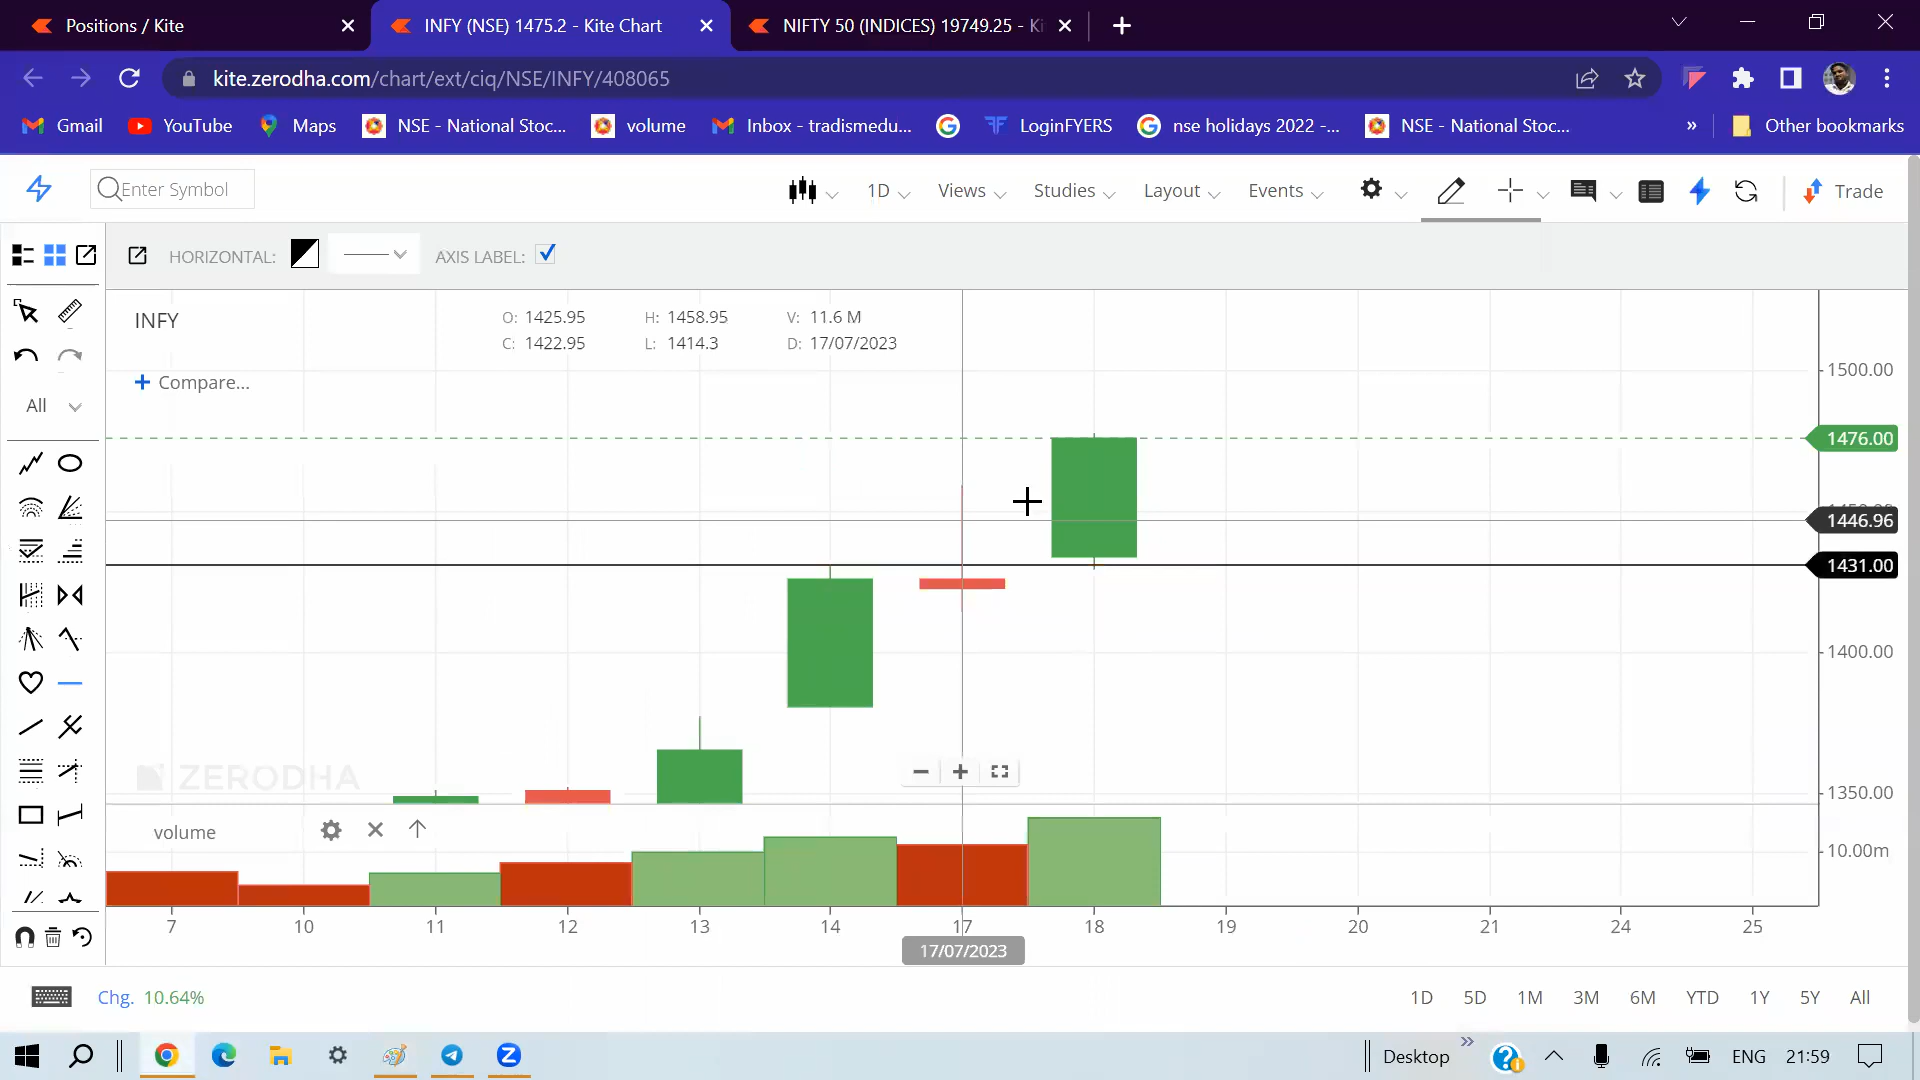 Positions / Kite
INFY (NSE) 1475.2 - Kite Chart
NIFTY 50 (INDICES) 19749.25 - Ki
kite.zerodha.com/chart/ext/ciq/NSE/INFY/408065
Gmail
YouTube
Maps
NSE - National Stoc...
volume
Inbox - tradismedu...
LoginFYERS
nse holidays 2022 -...
NSE - National Stoc...
»
Other bookmarks
Enter Symbol
1D
Views
Studies
Layout
Events
Trade
HORIZONTAL:
AXIS LABEL:
INFY
O: 1425.95
H: 1458.95
V: 11.6 M
C: 1422.95
L: 1414.3
D: 17/07/2023
+ Compare...
All
1500.00
1476.00
1446.96
1431.00
1400.00
1350.00
10.00m
ZERODHA
volume
7
10
11
12
13
14
17
18
19
20
21
24
25
17/07/2023
Chg. 10.64%
1D
5D
1M
3M
6M
YTD
1Y
5Y
All
Desktop
»
ENG
21:59